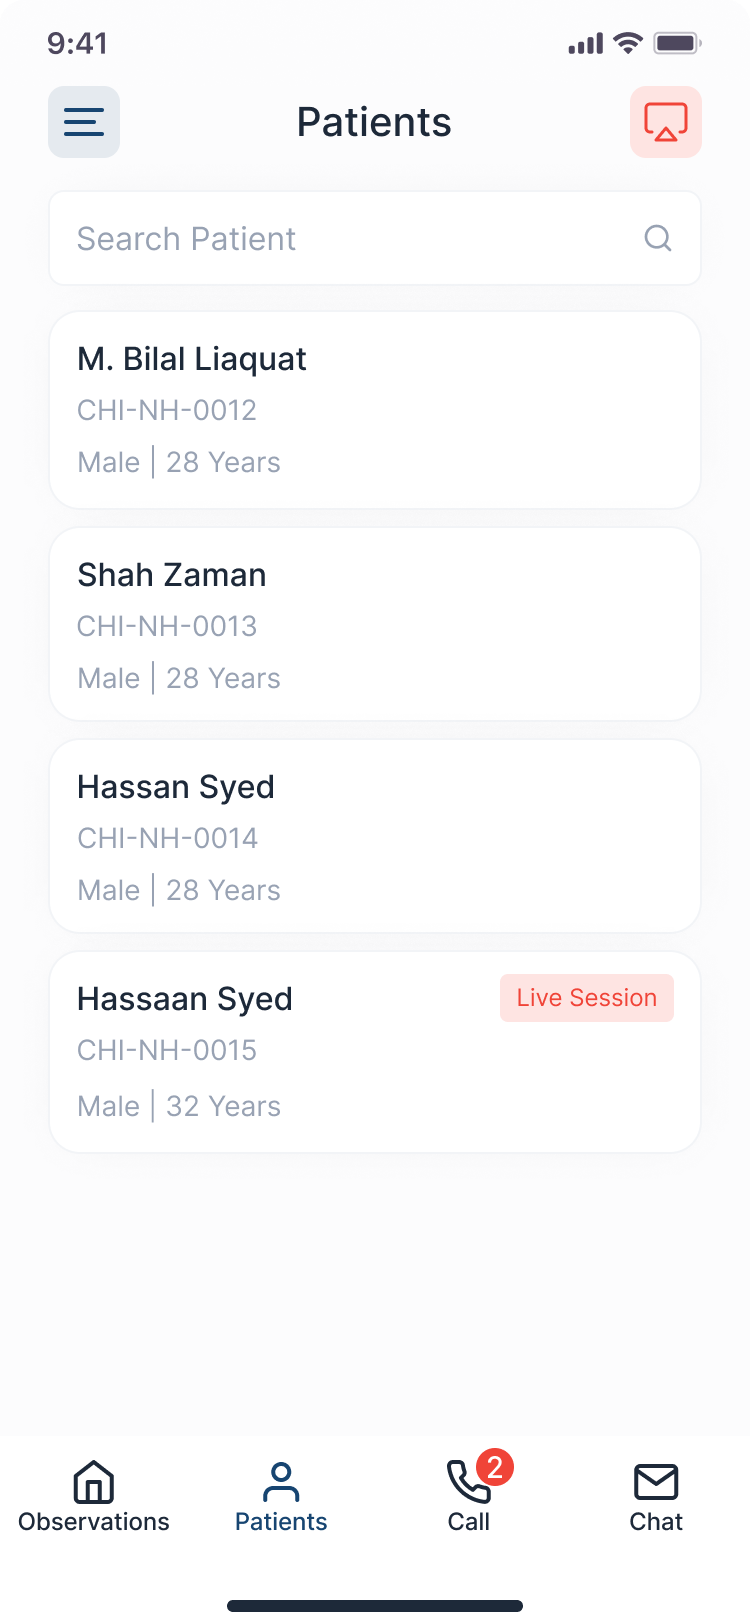 9:41
Patients
Search Patient
M. Bilal Liaquat
CHI-NH-0012
Male | 28 Years
Shah Zaman
CHI-NH-0013
Male | 28 Years
Hassan Syed
CHI-NH-0014
Male | 28 Years
Hassaan Syed
Live Session
CHI-NH-0015
Male | 32 Years
2
Observations
Patients
Call
Chat